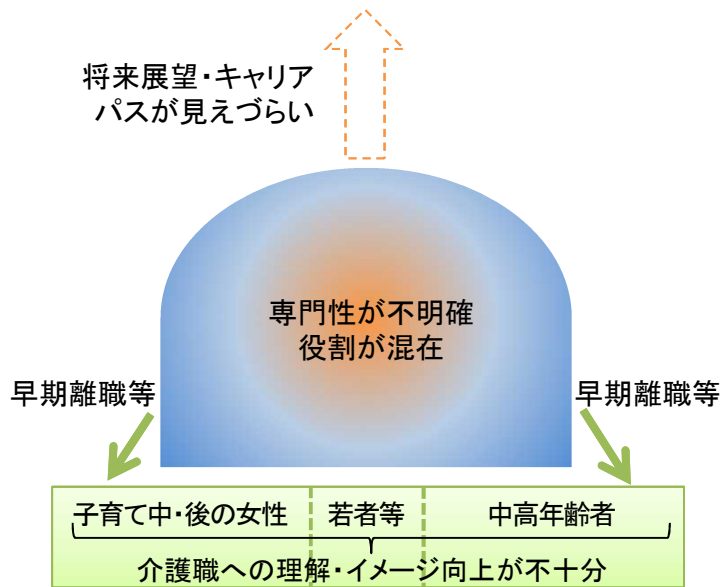 将来展望・キャリア
パスが見えづらい
専門性が不明確
役割が混在
早期離職等
早期離職等
子育て中・後の女性
若者等
中高年齢者
介護職への理解・イメージ向上が不十分